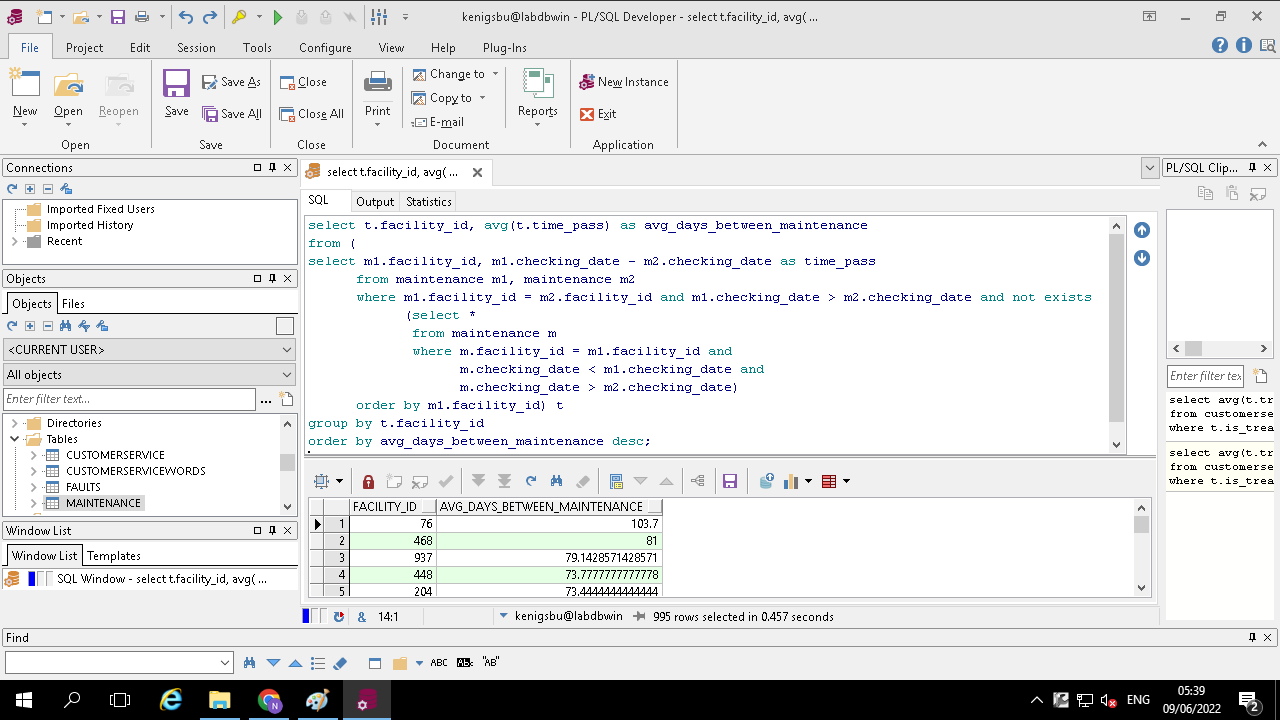 kenigsbu@labdbwin - PL/SQL Developer - select t.facility_id, avg( ...
File Project Edit Session Tools Configure View Help Plug-Ins
New Open Reopen Save Save As Save All Close Close All Print Change to Copy to E-mail Reports New Instance Exit
Open Save Close Document Application
Connections
Imported Fixed Users
Imported History
Recent
Objects
Objects Files
<CURRENT USER>
All objects
Enter filter text...
Directories
Tables
CUSTOMERSERVICE
CUSTOMERSERVICEWORDS
FAULTS
MAINTENANCE
Window List
Window List Templates
SQL Window - select t.facility_id, avg( ...
select t.facility_id, avg( ...
SQL Output Statistics
select t.facility_id, avg(t.time_pass) as avg_days_between_maintenance
from (
select m1.facility_id, m1.checking_date - m2.checking_date as time_pass
from maintenance m1, maintenance m2
where m1.facility_id = m2.facility_id and m1.checking_date > m2.checking_date and not exists
(select *
from maintenance m
where m.facility_id = m1.facility_id and
m.checking_date < m1.checking_date and
m.checking_date > m2.checking_date)
order by m1.facility_id) t
group by t.facility_id
order by avg_days_between_maintenance desc;
FACILITY_ID AVG_DAYS_BETWEEN_MAINTENANCE
1 76 103.7
2 468 81
3 937 79.1428571428571
4 448 73.7777777777778
5 204 73.4444444444444
& 14:1 kenigsbu@labdbwin 995 rows selected in 0.457 seconds
PL/SQL Clip...
Enter filter text
select avg(t.tr
from customerse
where t.is_trea
select avg(t.tr
from customerse
where t.is_trea
Find
ABC AB: "AB"
ENG 05:39
09/06/2022
2